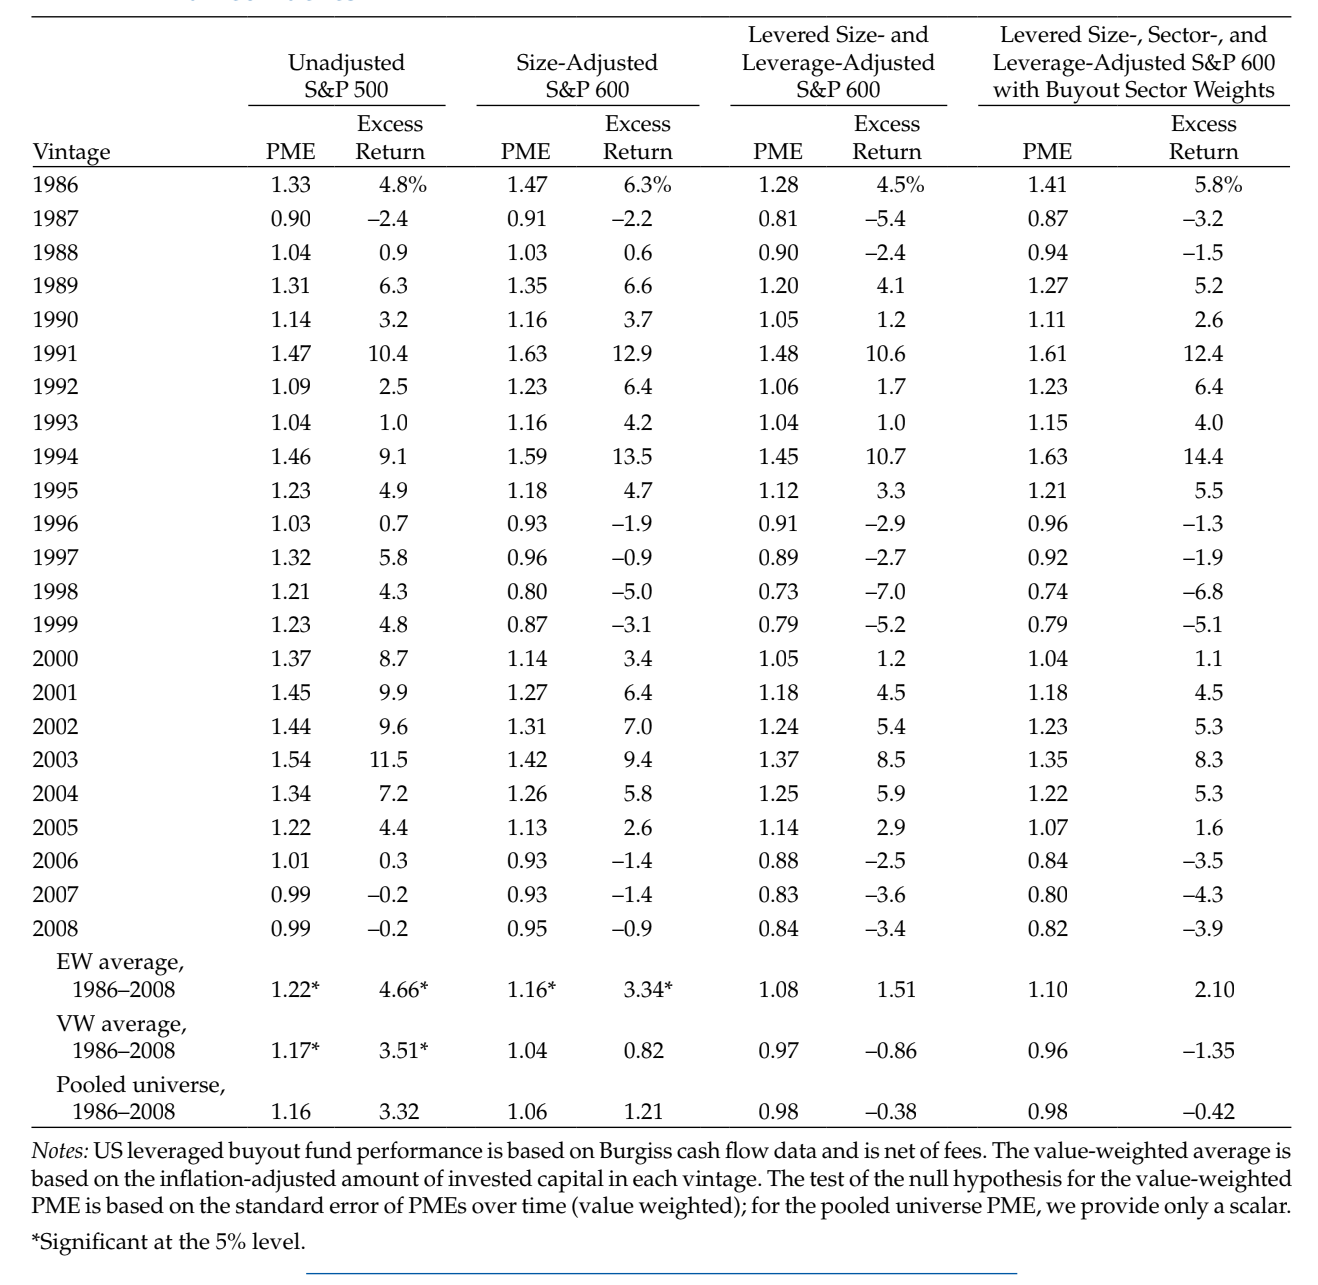 Levered Size- and Levered Size-, Sector-, and
Unadjusted Size-Adjusted Leverage-Adjusted Leverage-Adjusted S&P 600
S&P 500 S&P 600 S&P 600 with Buyout Sector Weights
Excess Excess Excess Excess
Vintage PME Return PME Return PME Return PME Return
1986 1.33 4.8% 1.47 6.3% 1.28 4.5% 1.41 5.8%
1987 0.90 –2.4 0.91 –2.2 0.81 –5.4 0.87 –3.2
1988 1.04 0.9 1.03 0.6 0.90 –2.4 0.94 –1.5
1989 1.31 6.3 1.35 6.6 1.20 4.1 1.27 5.2
1990 1.14 3.2 1.16 3.7 1.05 1.2 1.11 2.6
1991 1.47 10.4 1.63 12.9 1.48 10.6 1.61 12.4
1992 1.09 2.5 1.23 6.4 1.06 1.7 1.23 6.4
1993 1.04 1.0 1.16 4.2 1.04 1.0 1.15 4.0
1994 1.46 9.1 1.59 13.5 1.45 10.7 1.63 14.4
1995 1.23 4.9 1.18 4.7 1.12 3.3 1.21 5.5
1996 1.03 0.7 0.93 –1.9 0.91 –2.9 0.96 –1.3
1997 1.32 5.8 0.96 –0.9 0.89 –2.7 0.92 –1.9
1998 1.21 4.3 0.80 –5.0 0.73 –7.0 0.74 –6.8
1999 1.23 4.8 0.87 –3.1 0.79 –5.2 0.79 –5.1
2000 1.37 8.7 1.14 3.4 1.05 1.2 1.04 1.1
2001 1.45 9.9 1.27 6.4 1.18 4.5 1.18 4.5
2002 1.44 9.6 1.31 7.0 1.24 5.4 1.23 5.3
2003 1.54 11.5 1.42 9.4 1.37 8.5 1.35 8.3
2004 1.34 7.2 1.26 5.8 1.25 5.9 1.22 5.3
2005 1.22 4.4 1.13 2.6 1.14 2.9 1.07 1.6
2006 1.01 0.3 0.93 –1.4 0.88 –2.5 0.84 –3.5
2007 0.99 –0.2 0.93 –1.4 0.83 –3.6 0.80 –4.3
2008 0.99 –0.2 0.95 –0.9 0.84 –3.4 0.82 –3.9
EW average,
1986–2008 1.22* 4.66* 1.16* 3.34* 1.08 1.51 1.10 2.10
VW average,
1986–2008 1.17* 3.51* 1.04 0.82 0.97 –0.86 0.96 –1.35
Pooled universe,
1986–2008 1.16 3.32 1.06 1.21 0.98 –0.38 0.98 –0.42
Notes: US leveraged buyout fund performance is based on Burgiss cash flow data and is net of fees. The value-weighted average is
based on the inflation-adjusted amount of invested capital in each vintage. The test of the null hypothesis for the value-weighted
PME is based on the standard error of PMEs over time (value weighted); for the pooled universe PME, we provide only a scalar.
*Significant at the 5% level.